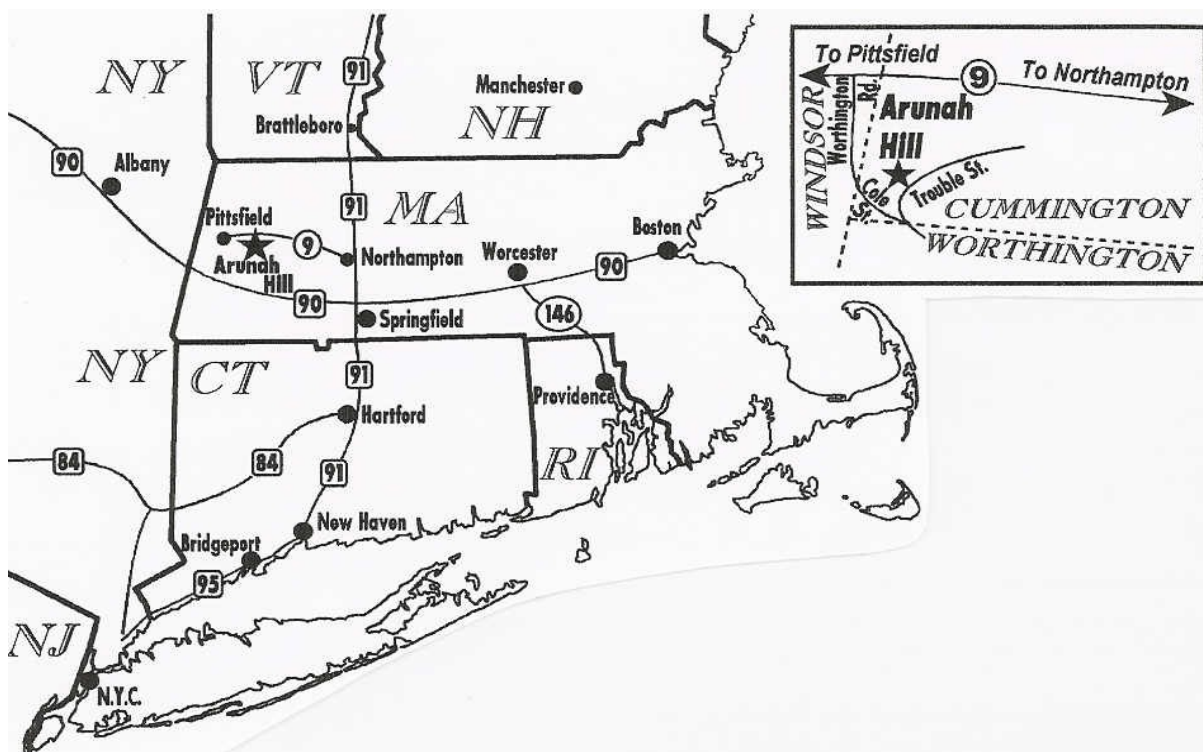 NY
VT
91
Manchester
Brattleboro
NH
90
Albany
91
MA
Pittsfield
9
Arunah
Hill
Northampton
Worcester
Boston
90
90
146
Springfield
NY
CT
91
Providence
Hartford
84
84
91
RI
New Haven
Bridgeport
95
NJ
N.Y.C.
To Pittsfield
9
To Northampton
WINDSOR
Worthington
Rd.
Arunah
Hill
Cole
St.
Trouble St.
CUMMINGTON
WORTHINGTON